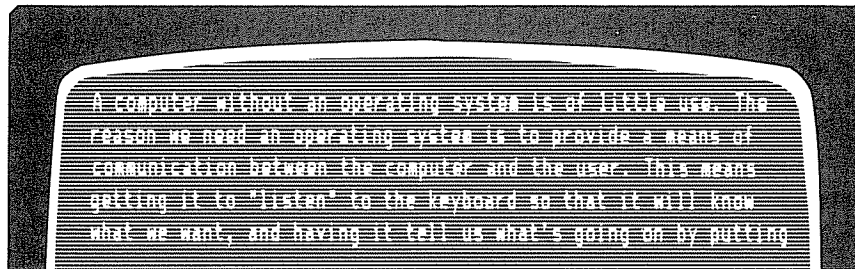 A computer without an operating system is of little use. The
reason we need an operating system is to provide a means of
communication between the computer and the user. This means
getting it to "listen" to the keyboard so that it will know
what we want, and having it tell us what's going on by putting